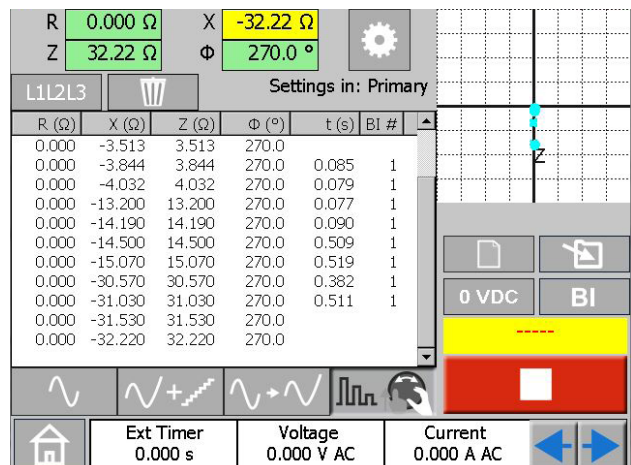 R 0.000 Ω X -32.22 Ω
Z 32.22 Ω Φ 270.0 °
L1L2L3 Settings in: Primary
R (Ω) X (Ω) Z (Ω) Φ (°) t (s) BI #
0.000 -3.513 3.513 270.0
0.000 -3.844 3.844 270.0 0.085 1
0.000 -4.032 4.032 270.0 0.079 1
0.000 -13.200 13.200 270.0 0.077 1
0.000 -14.190 14.190 270.0 0.090 1
0.000 -14.500 14.500 270.0 0.509 1
0.000 -15.070 15.070 270.0 0.519 1
0.000 -30.570 30.570 270.0 0.382 1
0.000 -31.030 31.030 270.0 0.511 1
0.000 -31.530 31.530 270.0
0.000 -32.220 32.220 270.0
Z
0 VDC BI
-----
Ext Timer Voltage Current
0.000 s 0.000 V AC 0.000 A AC